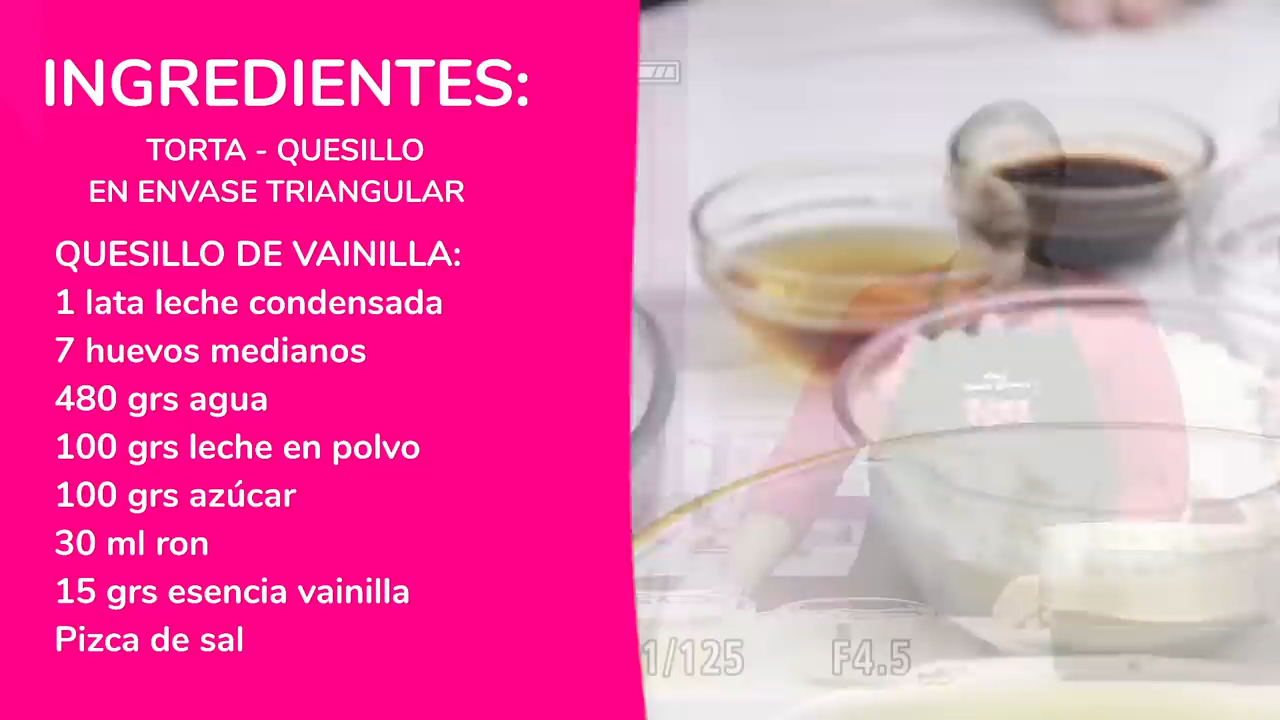 INGREDIENTES:
TORTA - QUESILLO
EN ENVASE TRIANGULAR
QUESILLO DE VAINILLA:
1 lata leche condensada
7 huevos medianos
480 grs agua
100 grs leche en polvo
100 grs azúcar
30 ml ron
15 grs esencia vainilla
Pizca de sal
1/125 F4.5